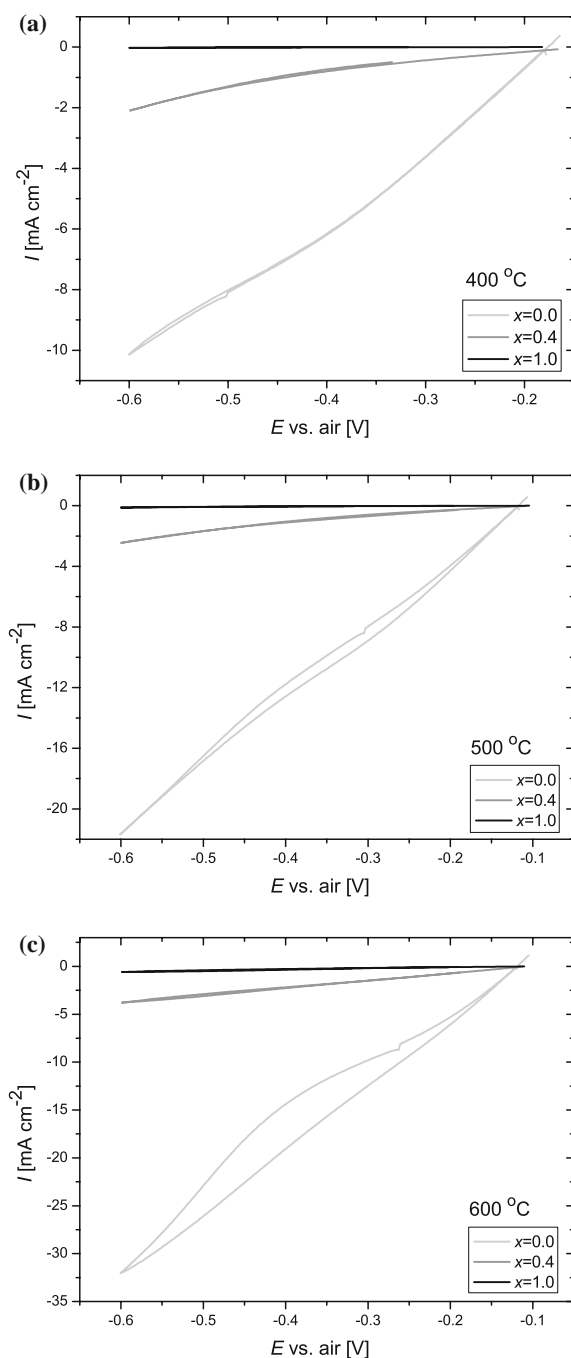 (a)
0
-2
-4
-6
-8
-10
I [mA cm-2]
400 oC
x=0.0
x=0.4
x=1.0
-0.6 -0.5 -0.4 -0.3 -0.2
E vs. air [V]
(b)
0
-4
-8
-12
-16
-20
I [mA cm-2]
500 oC
x=0.0
x=0.4
x=1.0
-0.6 -0.5 -0.4 -0.3 -0.2 -0.1
E vs. air [V]
(c)
0
-5
-10
-15
-20
-25
-30
-35
I [mA cm-2]
600 oC
x=0.0
x=0.4
x=1.0
-0.6 -0.5 -0.4 -0.3 -0.2 -0.1
E vs. air [V]